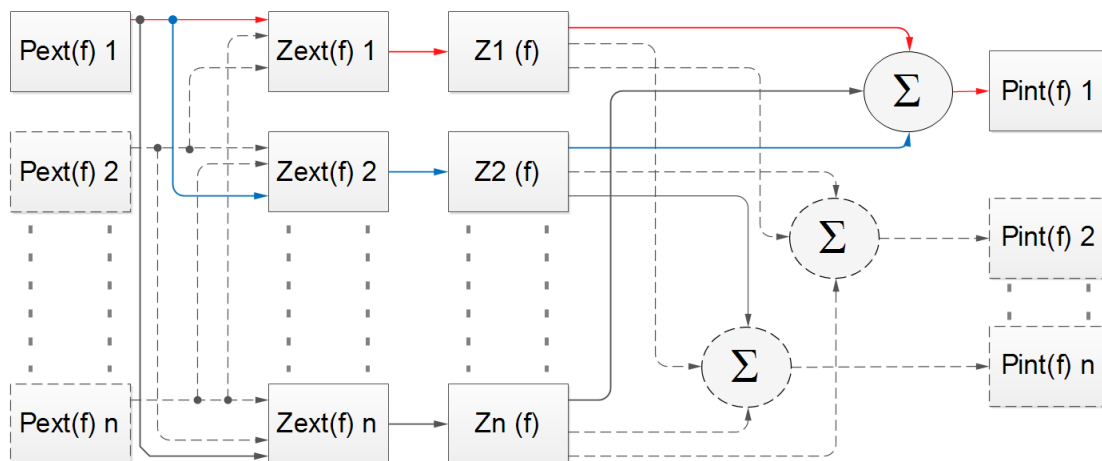 Pext(f) 1
Zext(f) 1
Z1 (f)
Σ
Pint(f) 1
Pext(f) 2
Zext(f) 2
Z2 (f)
Σ
Pint(f) 2
Σ
Pint(f) n
Pext(f) n
Zext(f) n
Zn (f)